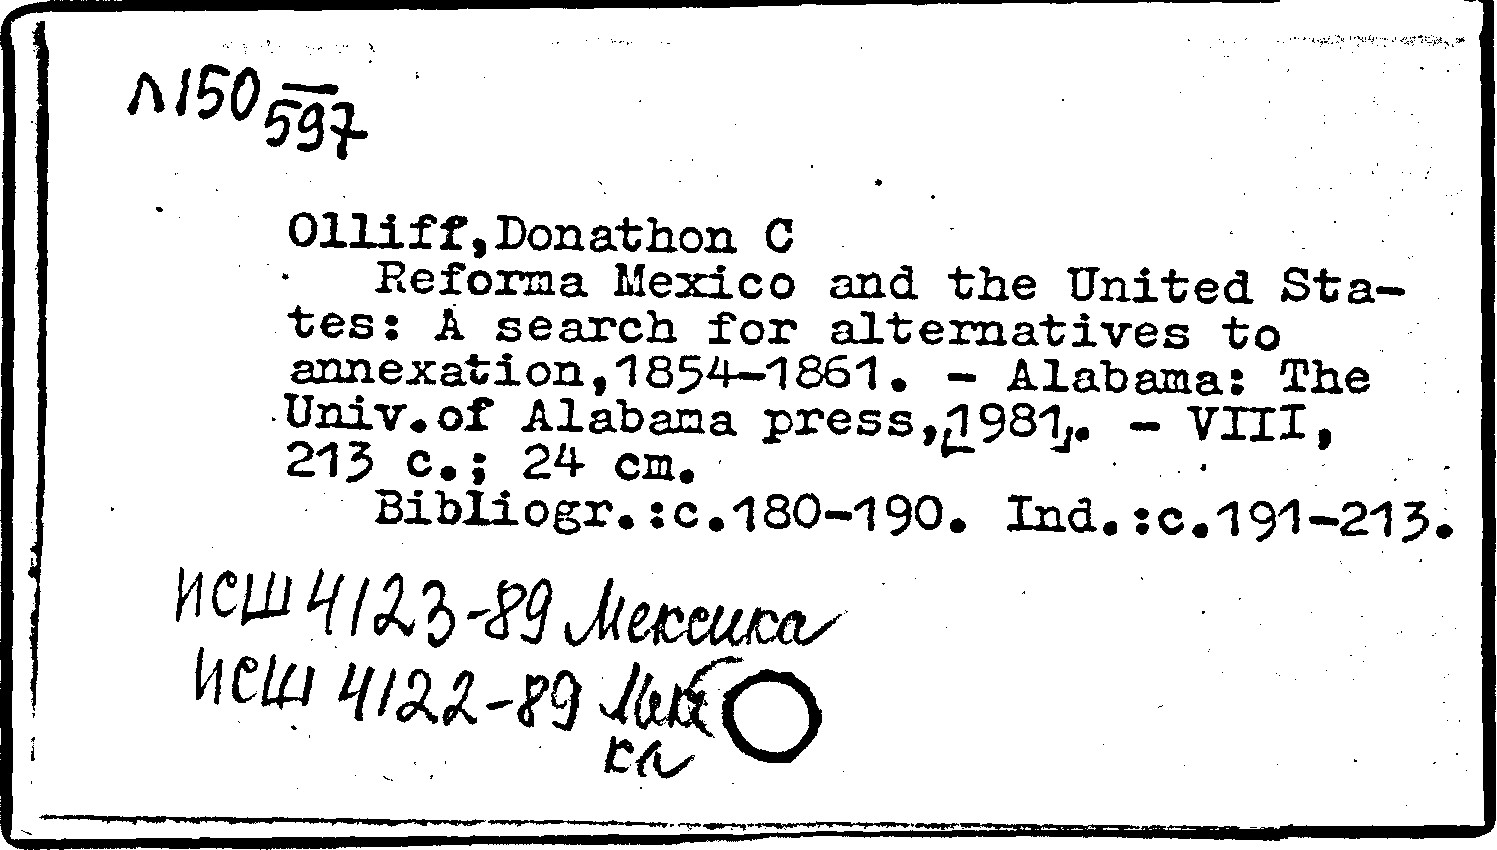 Л150
597
Olliff,Donathon C
Reforma Mexico and the United Sta-
tes: A search for alternatives to
annexation,1854-1861. - Alabama: The
Univ.of Alabama press,[1981]. - VIII,
213 c.; 24 cm.
Bibliogr.:c.180-190. Ind.:c.191-213.
ИСШ 4123-89 Мексика
ИСШ 4122-89
ка